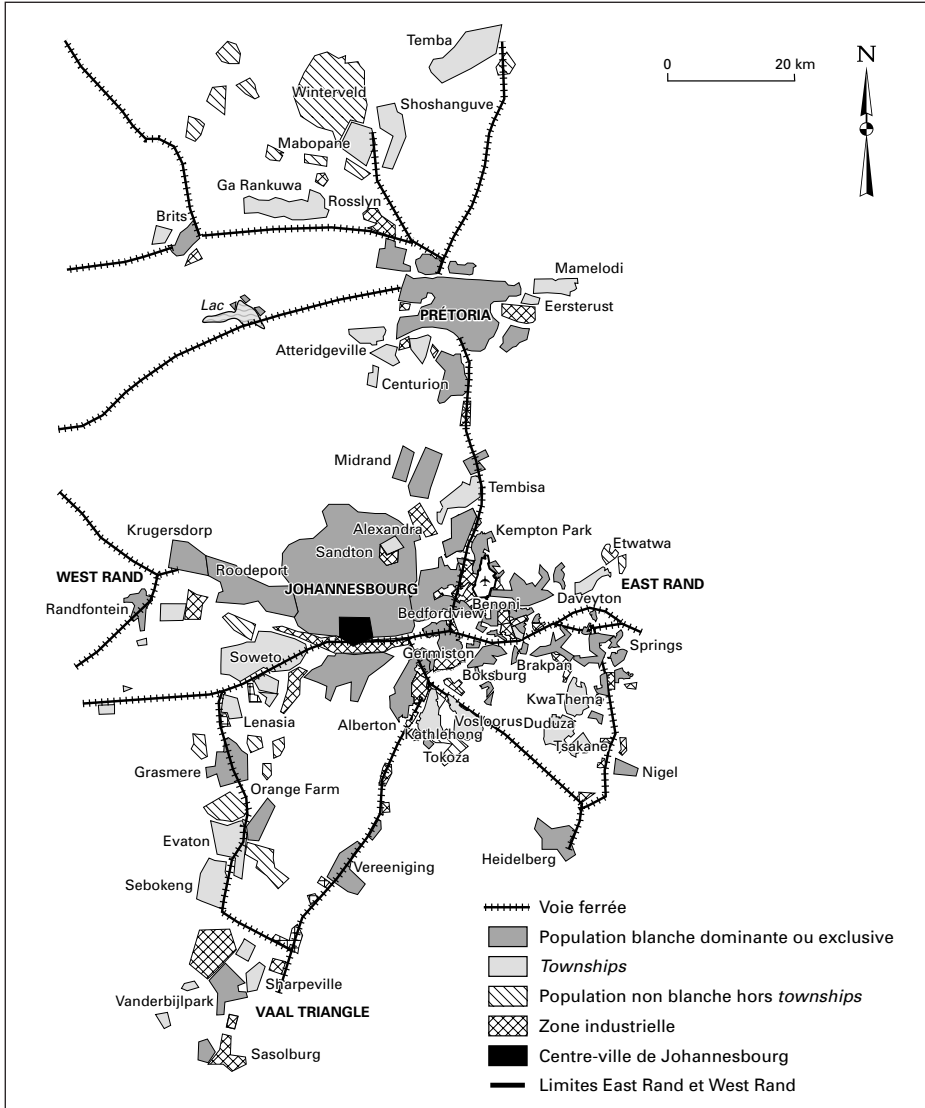 Temba
0 20 km
N
Winterveld
Shoshanguve
Mabopane
Ga Rankuwa
Rosslyn
Brits
Mamelodi
Lac
Eersterust
PRÉTORIA
Atteridgeville
Centurion
Midrand
Tembisa
Krugersdorp
Alexandra
Kempton Park
Sandton
Etwatwa
WEST RAND
Roodeport
JOHANNESBOURG
EAST RAND
Randfontein
Bedfordview
Benoni
Daveyton
Soweto
Germiston
Springs
Brakpan
Boksburg
KwaThema
Lenasia
Alberton
Vosloorus
Duduza
Kathlehong
Tsakane
Tokoza
Grasmere
Nigel
Orange Farm
Evaton
Heidelberg
Vereeniging
Sebokeng
Sharpeville
Vanderbijlpark
VAAL TRIANGLE
Sasolburg
Voie ferrée
Population blanche dominante ou exclusive
Townships
Population non blanche hors townships
Zone industrielle
Centre-ville de Johannesbourg
Limites East Rand et West Rand